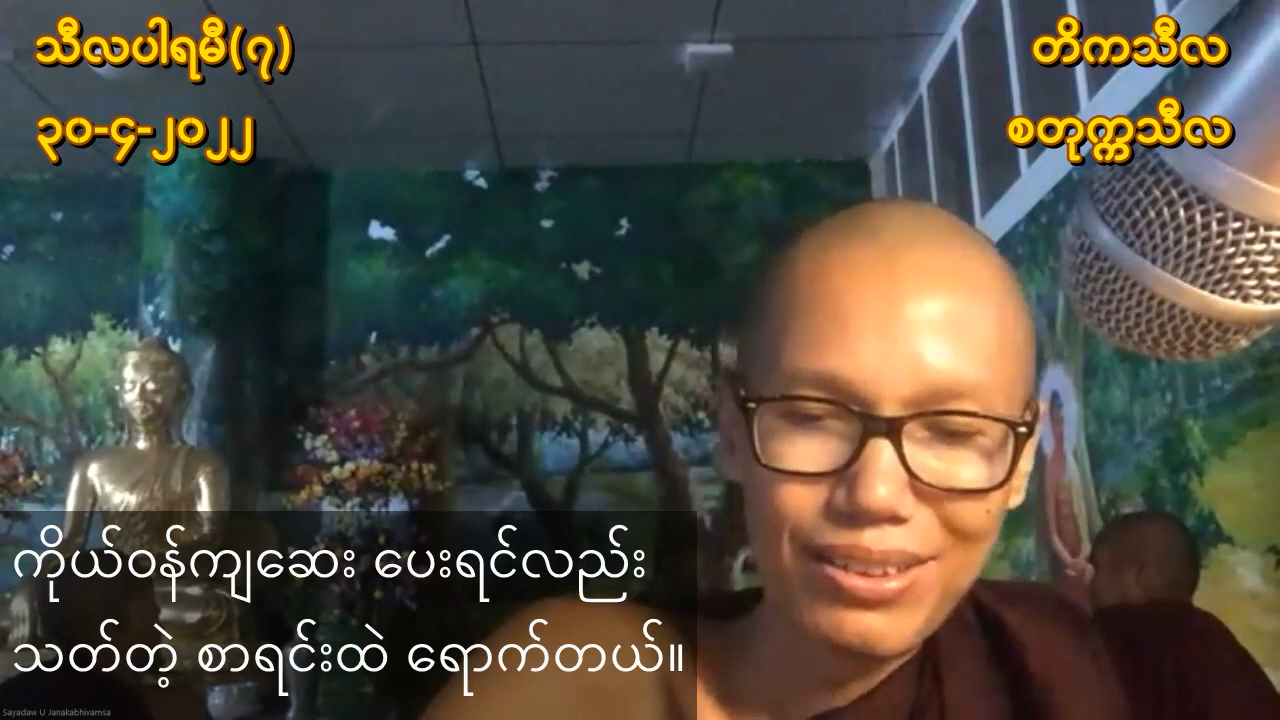 သီလပါရမီ(၇)
၃၀-၄-၂၀၂၂
တိကသီလ
စတုက္ကသီလ
ကိုယ်ဝန်ကျဆေး ပေးရင်လည်း
သတ်တဲ့ စာရင်းထဲ ရောက်တယ်။
Sayadaw U Janakabhivamsa